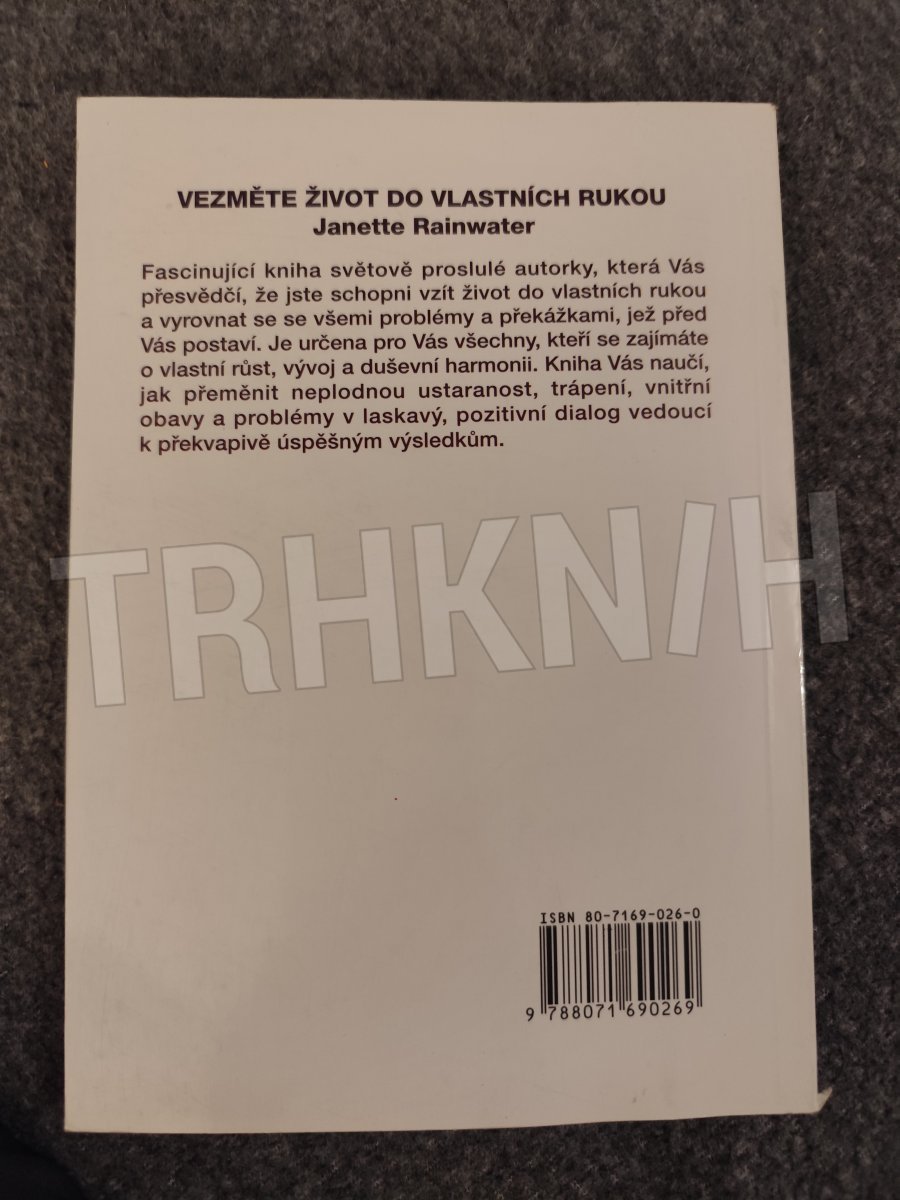 VEZMĚTE ŽIVOT DO VLASTNÍCH RUKOU
Janette Rainwater
Fascinující kniha světově proslulé autorky, která Vás
přesvědčí, že jste schopni vzít život do vlastních rukou
a vyrovnat se se všemi problémy a překážkami, jež před
Vás postaví. Je určena pro Vás všechny, kteří se zajímáte
o vlastní růst, vývoj a duševní harmonii. Kniha Vás naučí,
jak přeměnit neplodnou ustaranost, trápení, vnitřní
obavy a problémy v laskavý, pozitivní dialog vedoucí
k překvapivě úspěšným výsledkům.
TRHKNIH
ISBN 80-7169-026-0
9 788071 690269